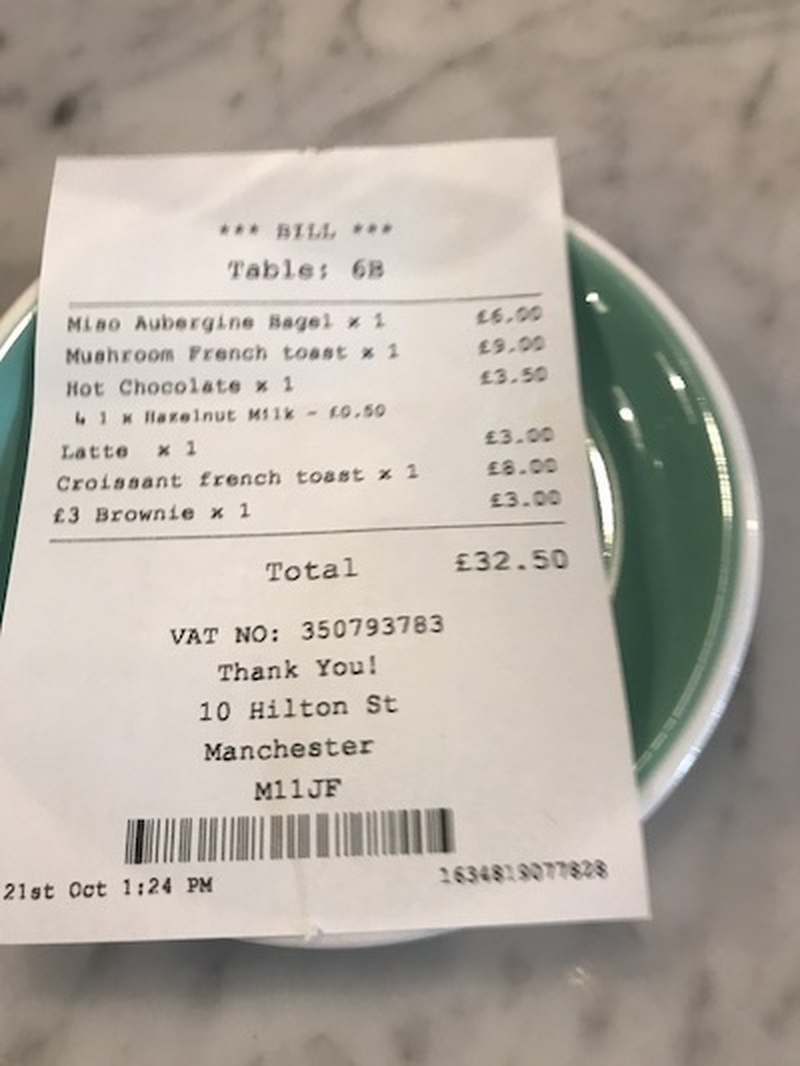 *** BILL ***
Table: 6B
Miso Aubergine Bagel x 1 £6.00
Mushroom French toast x 1 £9.00
Hot Chocolate x 1 £3.50
↳ 1 x Hazelnut Milk - £0.50
Latte x 1 £3.00
Croissant french toast x 1 £8.00
£3 Brownie x 1 £3.00
Total £32.50
VAT NO: 350793783
Thank You!
10 Hilton St
Manchester
M11JF
21st Oct 1:24 PM 1634819077828